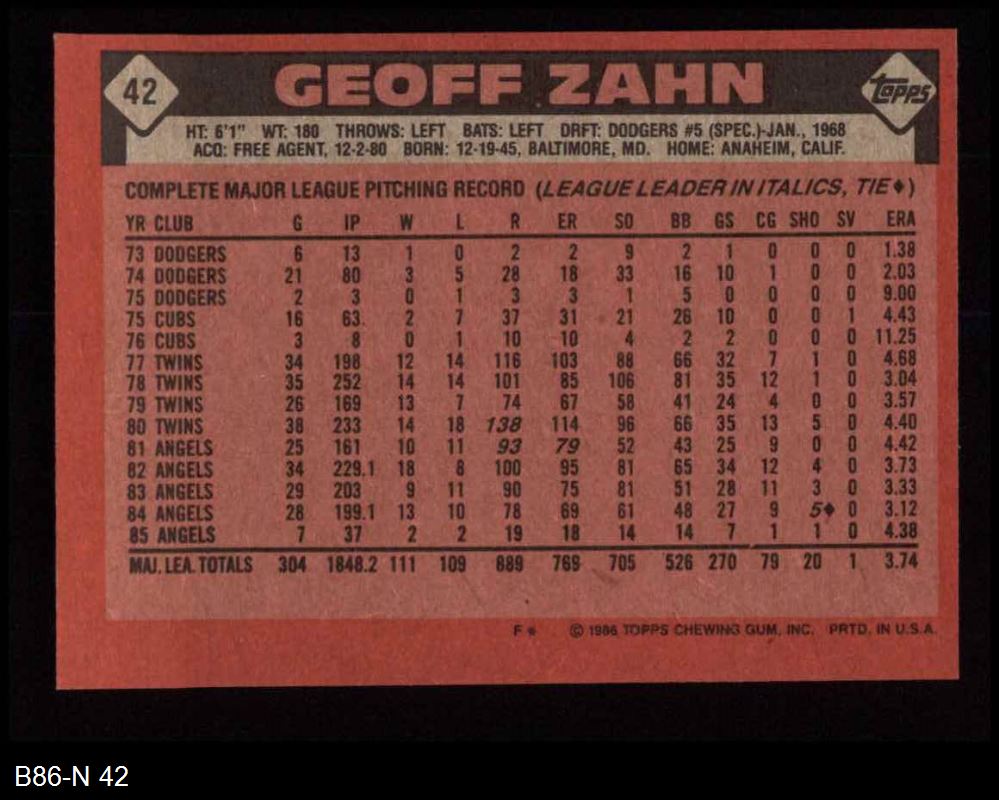 42 GEOFF ZAHN Topps
HT: 6'1" WT: 180 THROWS: LEFT BATS: LEFT DRFT: DODGERS #5 (SPEC.)-JAN., 1968
ACQ: FREE AGENT, 12-2-80 BORN: 12-19-45, BALTIMORE, MD. HOME: ANAHEIM, CALIF.
COMPLETE MAJOR LEAGUE PITCHING RECORD (LEAGUE LEADER IN ITALICS, TIE♦)
YR CLUB G IP W L R ER SO BB GS CG SHO SV ERA
73 DODGERS 6 13 1 0 2 2 9 2 1 0 0 0 1.38
74 DODGERS 21 80 3 5 28 18 33 16 10 1 0 0 2.03
75 DODGERS 2 3 0 1 3 3 1 5 0 0 0 0 9.00
75 CUBS 16 63 2 7 37 31 21 26 10 0 0 1 4.43
76 CUBS 3 8 0 1 10 10 4 2 2 0 0 0 11.25
77 TWINS 34 198 12 14 116 103 88 66 32 7 1 0 4.68
78 TWINS 35 252 14 14 101 85 106 81 35 12 1 0 3.04
79 TWINS 26 169 13 7 74 67 58 41 24 4 0 0 3.57
80 TWINS 38 233 14 18 138 114 96 66 35 13 5 0 4.40
81 ANGELS 25 161 10 11 93 79 52 43 25 9 0 0 4.42
82 ANGELS 34 229.1 18 8 100 95 81 65 34 12 4 0 3.73
83 ANGELS 29 203 9 11 90 75 81 51 28 11 3 0 3.33
84 ANGELS 28 199.1 13 10 78 69 61 48 27 9 5♦ 0 3.12
85 ANGELS 7 37 2 2 19 18 14 14 7 1 1 0 4.38
MAJ. LEA. TOTALS 304 1848.2 111 109 889 769 705 526 270 79 20 1 3.74
F* © 1986 TOPPS CHEWING GUM, INC. PRTD. IN U.S.A.
B86-N 42